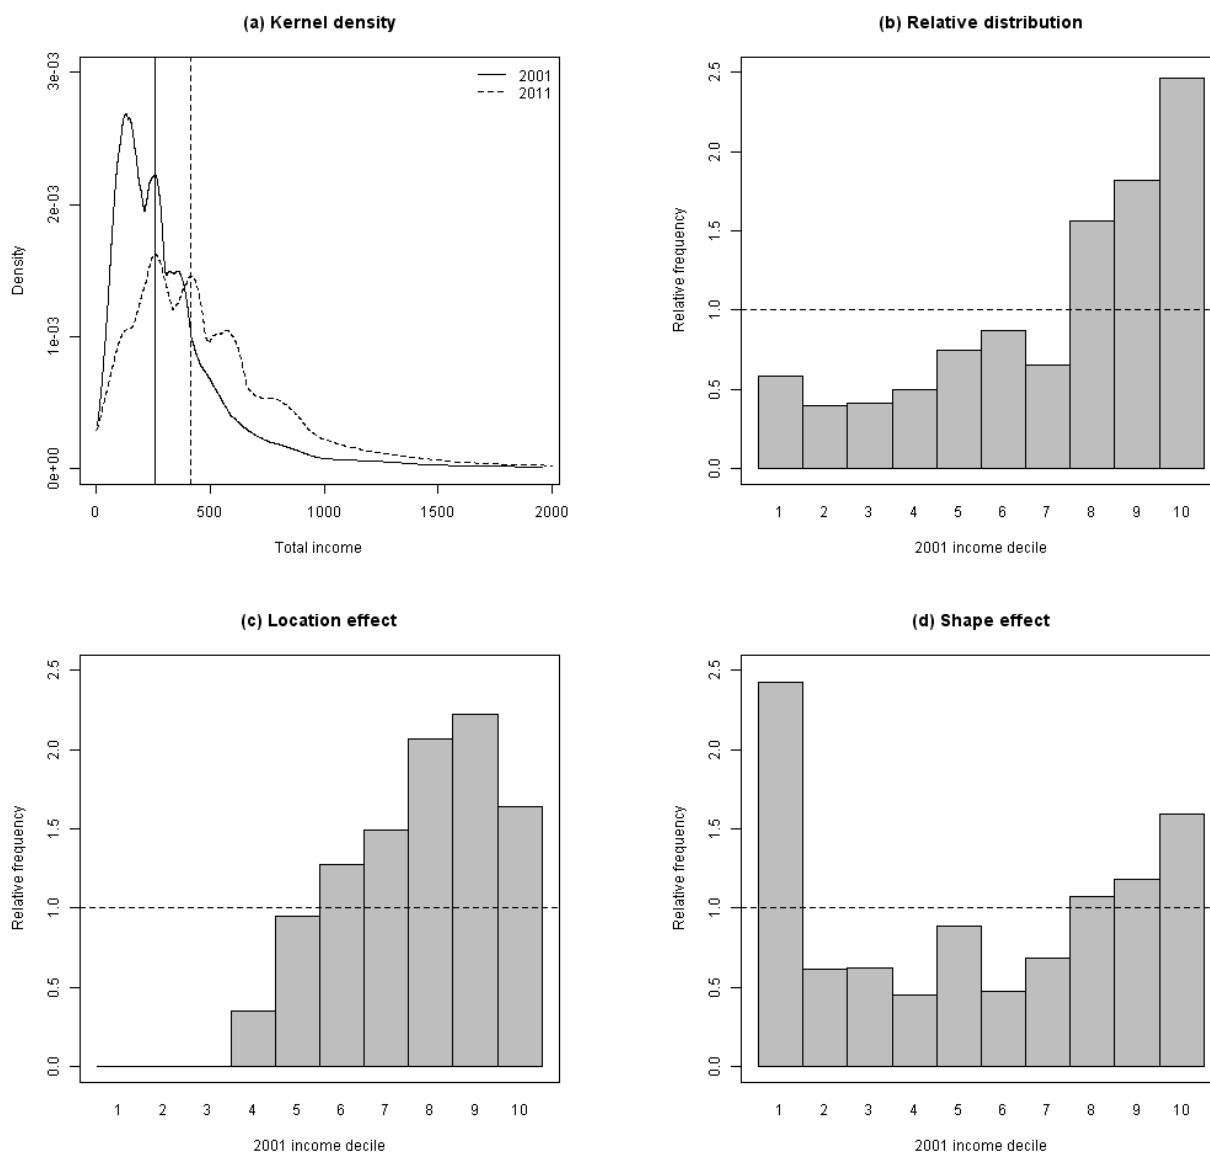 (a) Kernel density
3e-03
2e-03
1e-03
0e+00
Density
2001
2011
0 500 1000 1500 2000
Total income
(b) Relative distribution
2.5
2.0
1.5
1.0
0.5
0.0
Relative frequency
1 2 3 4 5 6 7 8 9 10
2001 income decile
(c) Location effect
2.5
2.0
1.5
1.0
0.5
0.0
Relative frequency
1 2 3 4 5 6 7 8 9 10
2001 income decile
(d) Shape effect
2.5
2.0
1.5
1.0
0.5
0.0
Relative frequency
1 2 3 4 5 6 7 8 9 10
2001 income decile